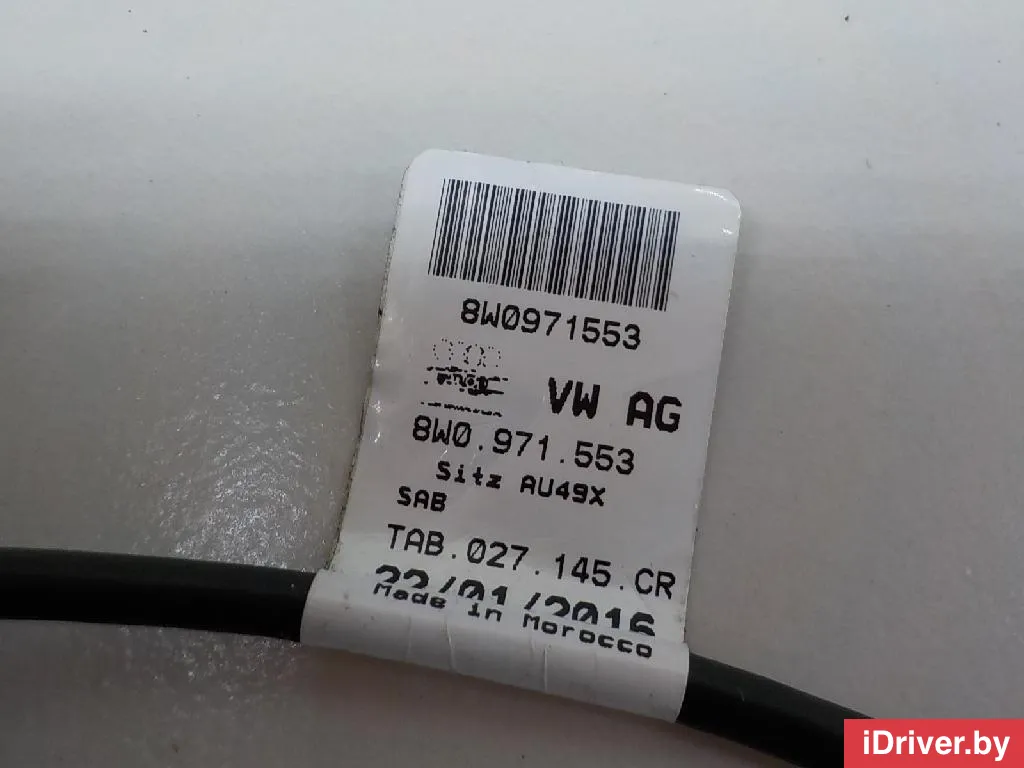 8W0971553
VW AG
8W0.971.553
Sitz AU49X
SAB
TAB.027.145.CR
22/01/2016
Made in Morocco
iDriver.by